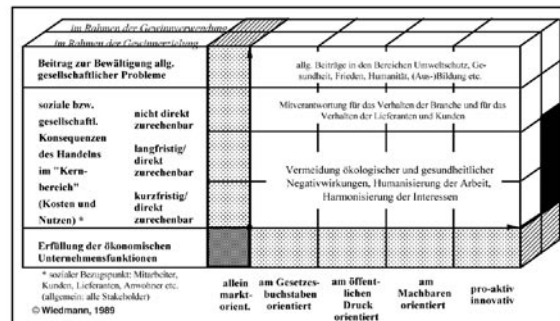 im Rahmen der Gewinnverwendung
im Rahmen der Gewinnerzielung
Beitrag zur Bewältigung allg.
gesellschaftlicher Probleme
allg. Beiträge in den Bereichen Umweltschutz, Ge-
sundheit, Frieden, Humanität, (Aus-)Bildung etc.
soziale bzw.
gesellschaftl.
Konsequenzen
des Handelns
im "Kern-
bereich"
(Kosten und
Nutzen) *
nicht direkt
zurechenbar
langfristig/
direkt
zurechenbar
kurzfristig/
direkt
zurechenbar
Mitverantwortung für das Verhalten der Branche und für das
Verhalten der Lieferanten und Kunden
Vermeidung ökologischer und gesundheitlicher
Negativwirkungen, Humanisierung der Arbeit,
Harmonisierung der Interessen
Erfüllung der ökonomischen
Unternehmensfunktionen
* sozialer Bezugspunkt: Mitarbeiter,
Kunden, Lieferanten, Anwohner etc.
(allgemein: alle Stakeholder)
© Wiedmann, 1989
allein
markt-
orient.
am Gesetzes-
buchstaben
orientiert
am öffent-
lichen
Druck
orientiert
am
Machbaren
orientiert
pro-aktiv
innovativ